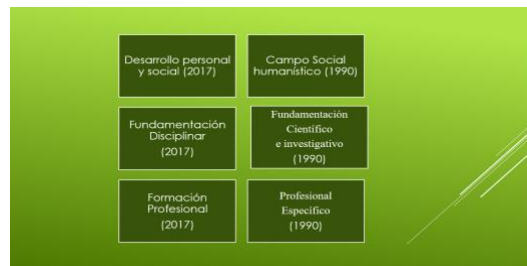 Desarrollo personal
y social (2017)
Campo Social
humanístico (1990)
Fundamentación
Disciplinar
(2017)
Fundamentación
Científico
e investigativo
(1990)
Formación
Profesional
(2017)
Profesional
Específico
(1990)